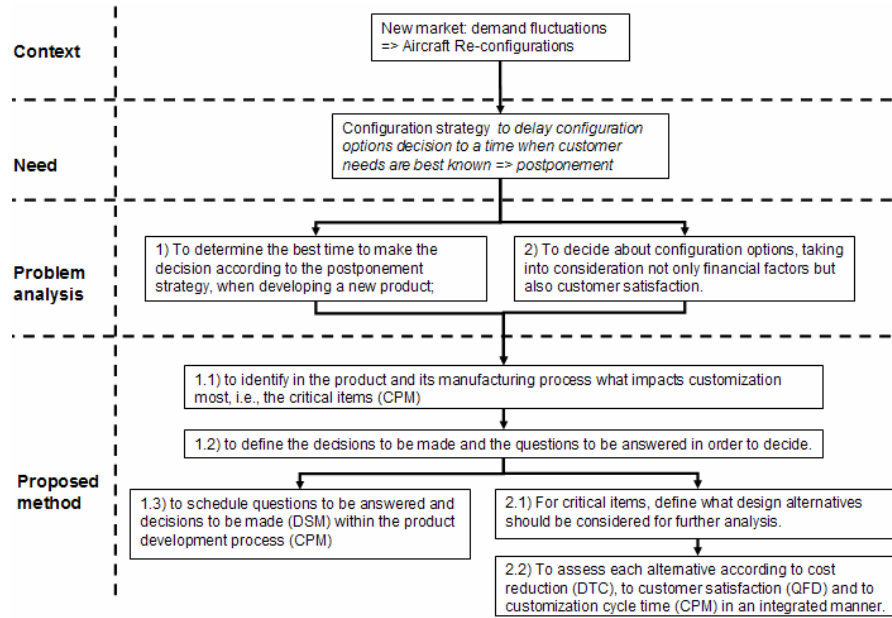 New market: demand fluctuations
=> Aircraft Re-configurations
Context
Configuration strategy to delay configuration
options decision to a time when customer
needs are best known => postponement
Need
1) To determine the best time to make the
decision according to the postponement
strategy, when developing a new product;
2) To decide about configuration options, taking
into consideration not only financial factors but
also customer satisfaction.
Problem
analysis
1.1) to identify in the product and its manufacturing process what impacts customization
most, i.e., the critical items (CPM)
1.2) to define the decisions to be made and the questions to be answered in order to decide.
Proposed
method
1.3) to schedule questions to be answered and
decisions to be made (DSM) within the product
development process (CPM)
2.1) For critical items, define what design alternatives
should be considered for further analysis.
2.2) To assess each alternative according to cost
reduction (DTC), to customer satisfaction (QFD) and to
customization cycle time (CPM) in an integrated manner.